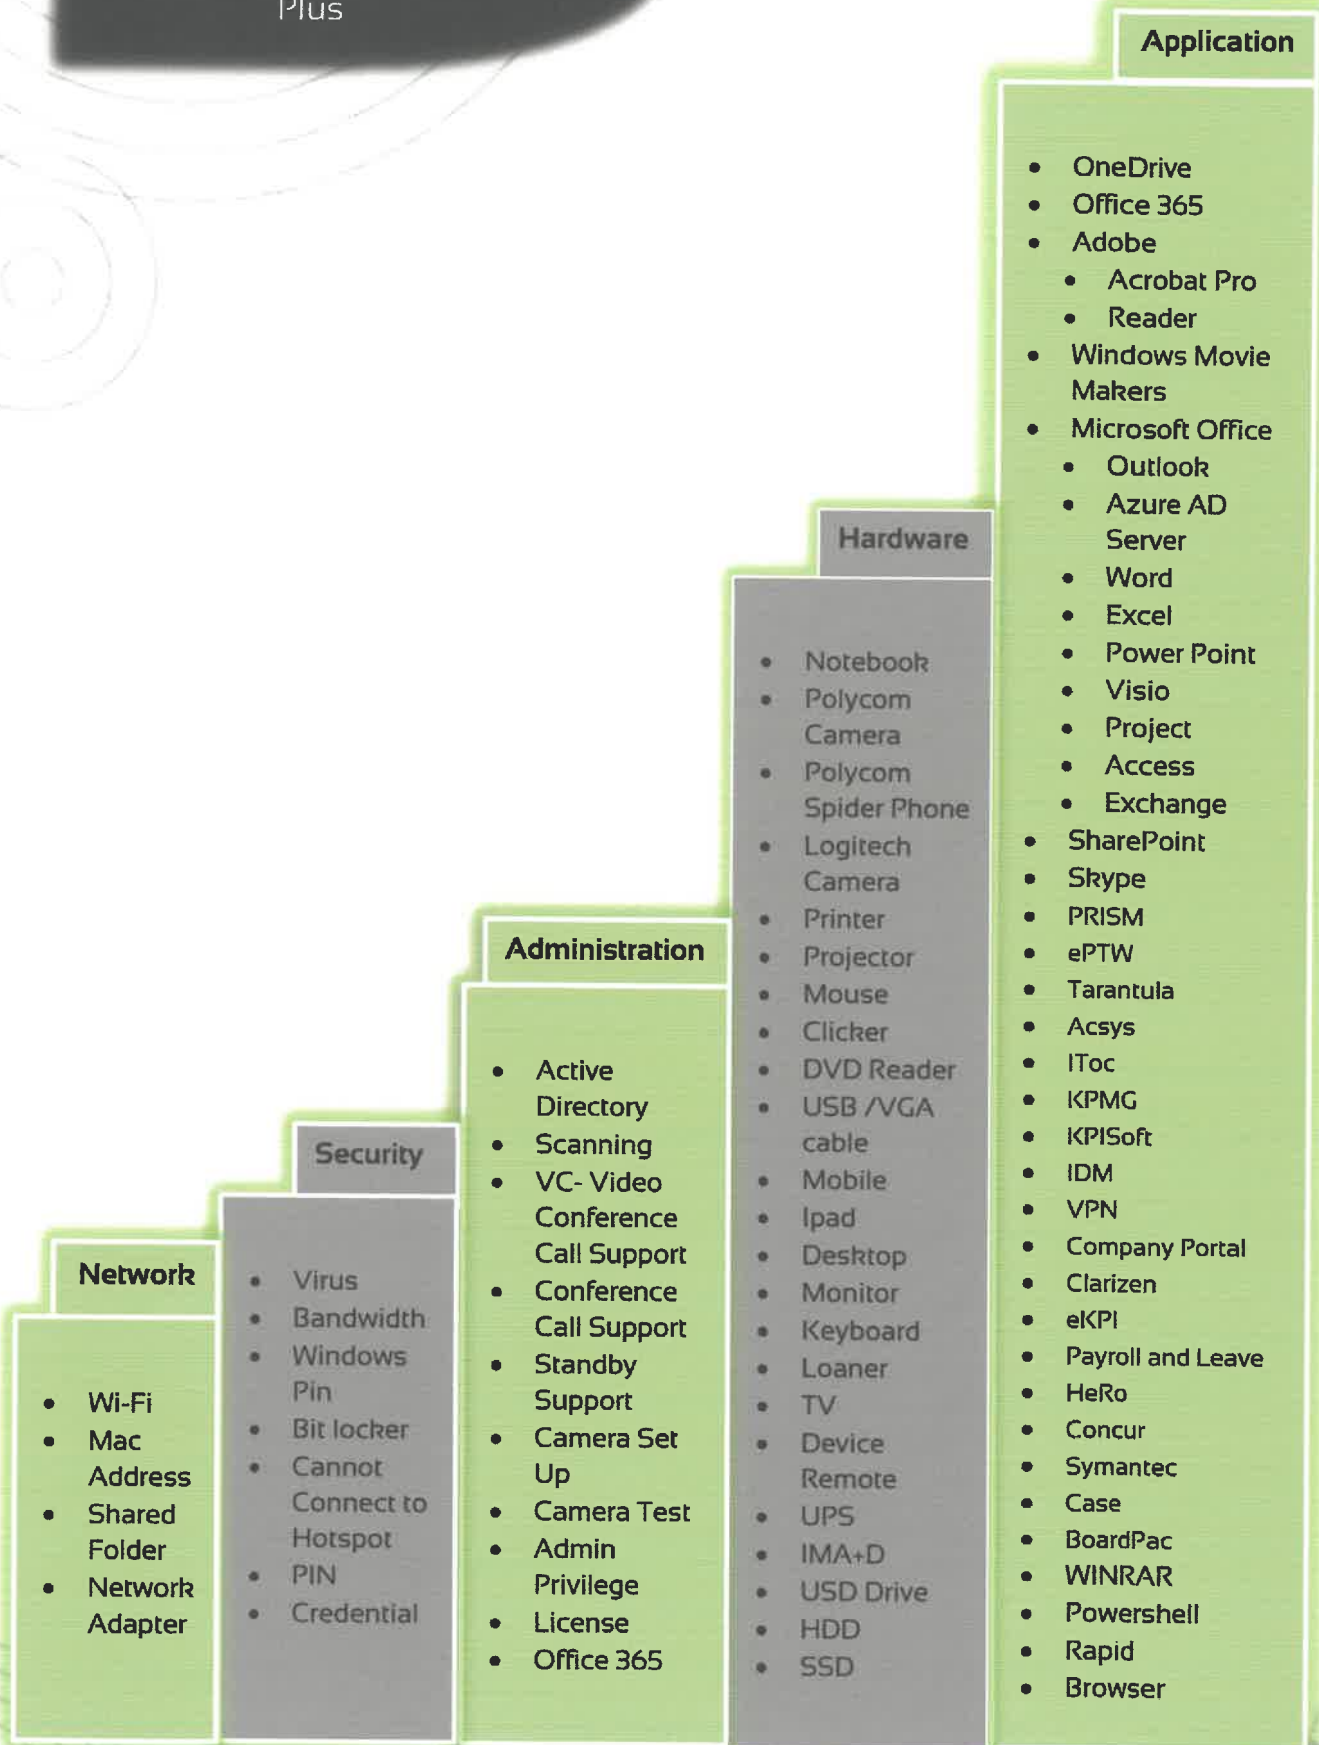 Plus
Application
• OneDrive
• Office 365
• Adobe
• Acrobat Pro
• Reader
• Windows Movie
Makers
• Microsoft Office
• Outlook
• Azure AD
Server
• Word
• Excel
• Power Point
• Visio
• Project
• Access
• Exchange
• SharePoint
• Skype
• PRISM
• ePTW
• Tarantula
• Acsys
• IToc
• KPMG
• KPISoft
• IDM
• VPN
• Company Portal
• Clarizen
• eKPI
• Payroll and Leave
• HeRo
• Concur
• Symantec
• Case
• BoardPac
• WINRAR
• Powershell
• Rapid
• Browser
Hardware
• Notebook
• Polycom
Camera
• Polycom
Spider Phone
• Logitech
Camera
• Printer
• Projector
• Mouse
• Clicker
• DVD Reader
• USB /VGA
cable
• Mobile
• Ipad
• Desktop
• Monitor
• Keyboard
• Loaner
• TV
• Device
Remote
• UPS
• IMA+D
• USD Drive
• HDD
• SSD
Administration
• Active
Directory
• Scanning
• VC- Video
Conference
Call Support
• Conference
Call Support
• Standby
Support
• Camera Set
Up
• Camera Test
• Admin
Privilege
• License
• Office 365
Security
• Virus
• Bandwidth
• Windows
Pin
• Bit locker
• Cannot
Connect to
Hotspot
• PIN
• Credential
Network
• Wi-Fi
• Mac
Address
• Shared
Folder
• Network
Adapter